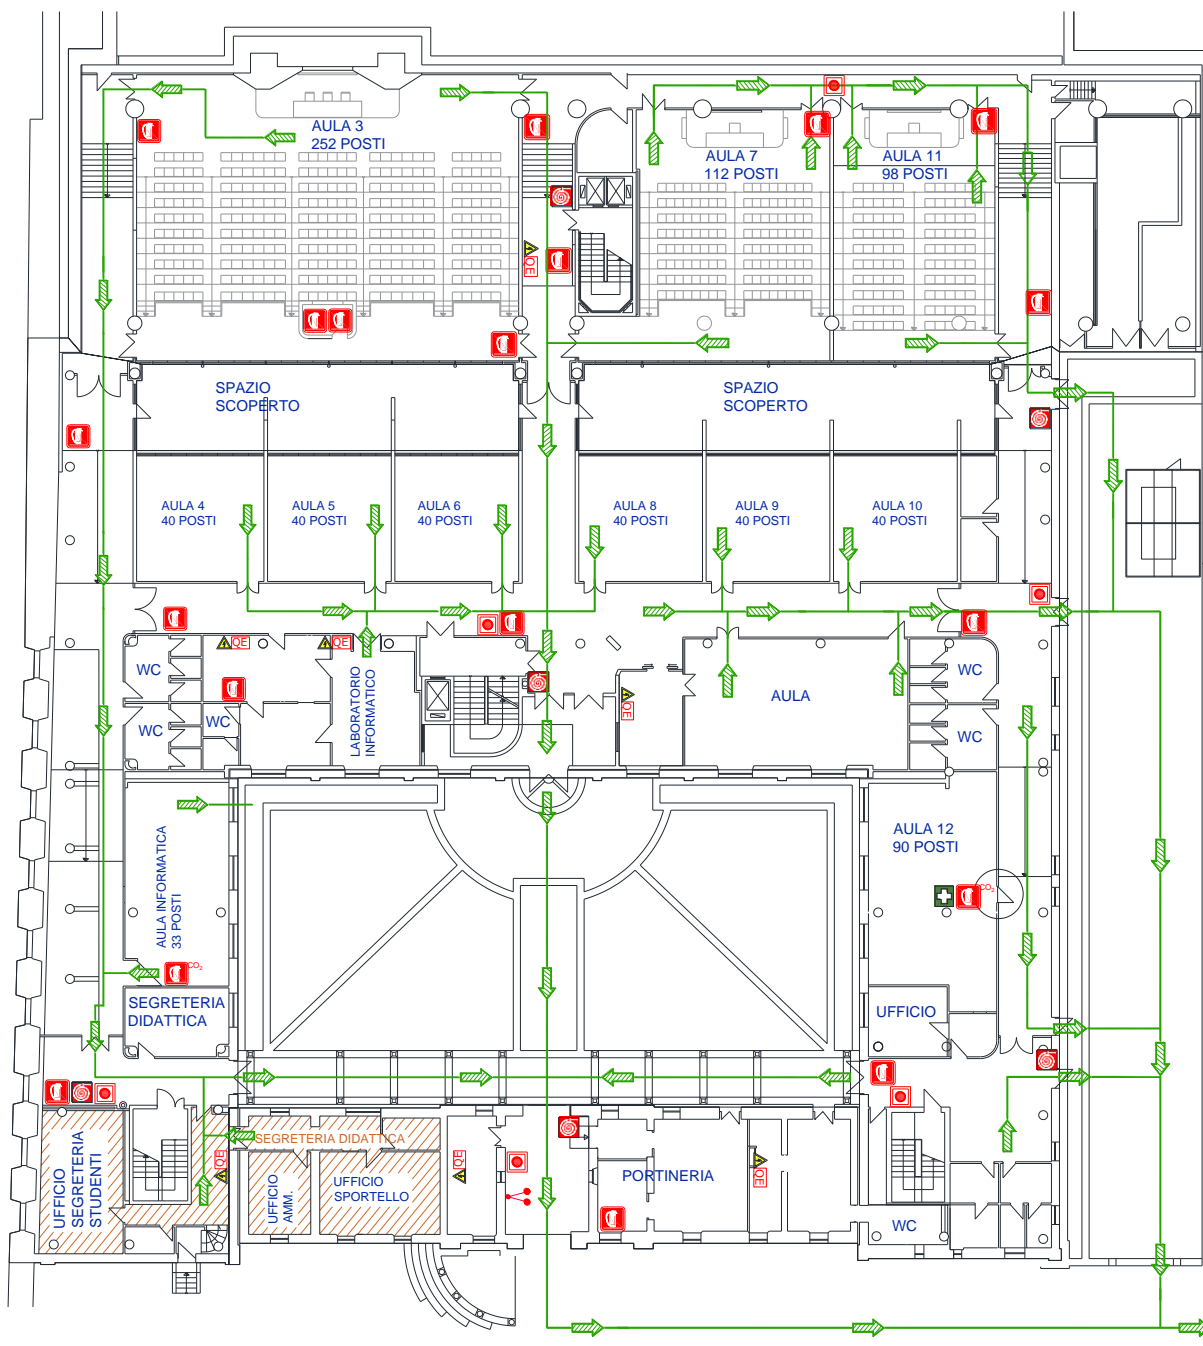 AULA 3
252 POSTI
AULA 7
112 POSTI
AULA 11
98 POSTI
QE
SPAZIO
SCOPERTO
SPAZIO
SCOPERTO
AULA 4
40 POSTI
AULA 5
40 POSTI
AULA 6
40 POSTI
AULA 8
40 POSTI
AULA 9
40 POSTI
AULA 10
40 POSTI
QE
QE
WC
WC
WC
LABORATORIO
INFORMATICO
QE
AULA
WC
WC
AULA INFORMATICA
33 POSTI
CO2
AULA 12
90 POSTI
CO2
SEGRETERIA
DIDATTICA
UFFICIO
UFFICIO
SEGRETERIA
STUDENTI
QE
SEGRETERIA DIDATTICA
UFFICIO
AMM.
UFFICIO
SPORTELLO
QE
PORTINERIA
QE
WC